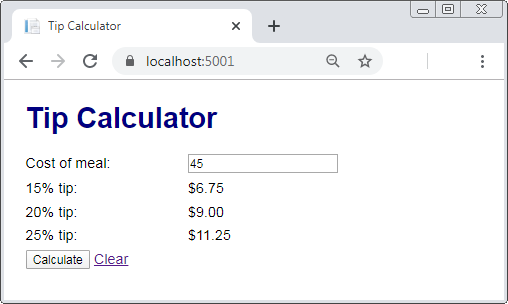 Tip Calculator
localhost:5001
Tip Calculator
Cost of meal: 45
15% tip: $6.75
20% tip: $9.00
25% tip: $11.25
Calculate Clear